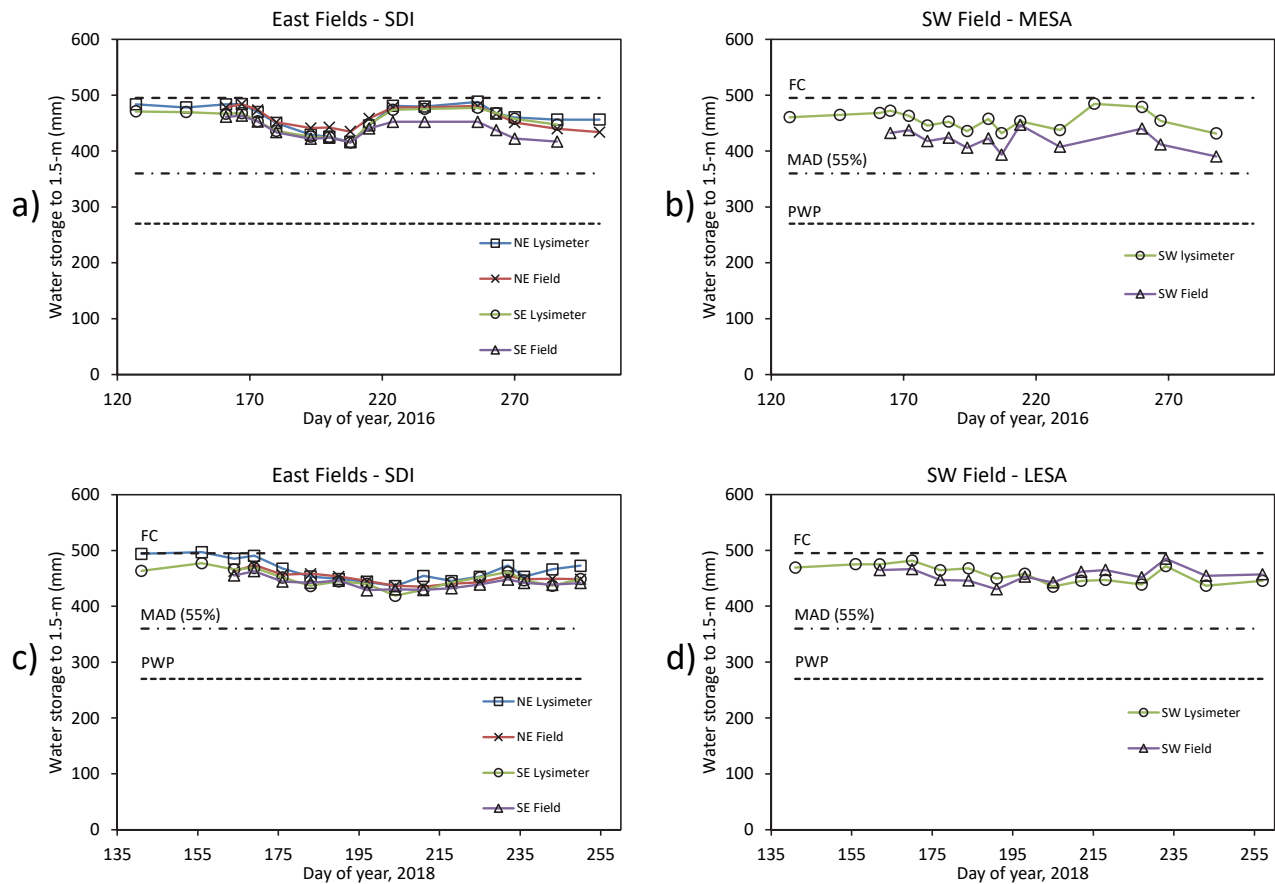 East Fields - SDI
600
500
400
300
200
100
0
120 170 220 270
Water storage to 1.5-m (mm)
Day of year, 2016
NE Lysimeter
NE Field
SE Lysimeter
SE Field
a)
SW Field - MESA
600
500
400
300
200
100
0
120 170 220 270
Water storage to 1.5-m (mm)
Day of year, 2016
FC
MAD (55%)
PWP
SW lysimeter
SW Field
b)
East Fields - SDI
600
500
400
300
200
100
0
135 155 175 195 215 235 255
Water storage to 1.5-m (mm)
Day of year, 2018
FC
MAD (55%)
PWP
NE Lysimeter
NE Field
SE Lysimeter
SE Field
c)
SW Field - LESA
600
500
400
300
200
100
0
135 155 175 195 215 235 255
Water storage to 1.5-m (mm)
Day of year, 2018
FC
MAD (55%)
PWP
SW Lysimeter
SW Field
d)